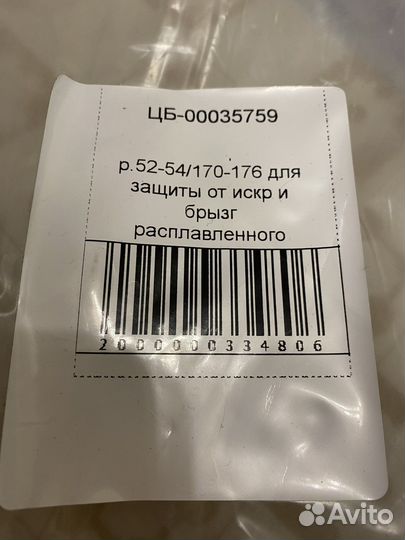 ЦБ-00035759
р.52-54/170-176 для
защиты от искр и
брызг
расплавленного
2000000334806
Avito